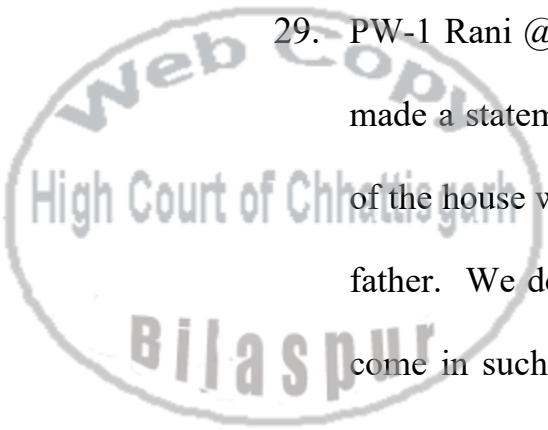 29. PW-1 Rani @
made a statem
of the house w
father. We do
come in such
Web Copy
High Court of Chhattisgarh
Bilaspur